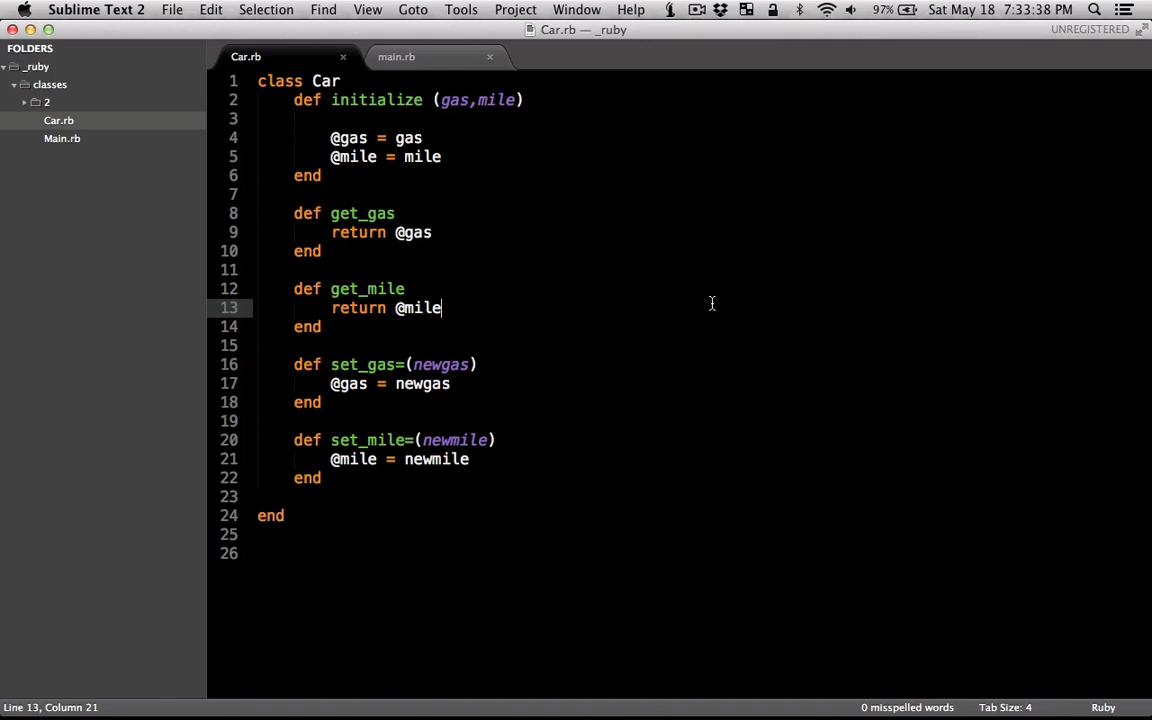 Sublime Text 2 File Edit Selection Find View Goto Tools Project Window Help 97% Sat May 18 7:33:38 PM
Car.rb — _ruby UNREGISTERED
FOLDERS
_ruby
classes
2
Car.rb
Main.rb
Car.rb × main.rb ×
1 class Car
2 def initialize (gas,mile)
3
4 @gas = gas
5 @mile = mile
6 end
7
8 def get_gas
9 return @gas
10 end
11
12 def get_mile
13 return @mile
14 end
15
16 def set_gas=(newgas)
17 @gas = newgas
18 end
19
20 def set_mile=(newmile)
21 @mile = newmile
22 end
23
24 end
25
26
Line 13, Column 21 0 misspelled words Tab Size: 4 Ruby